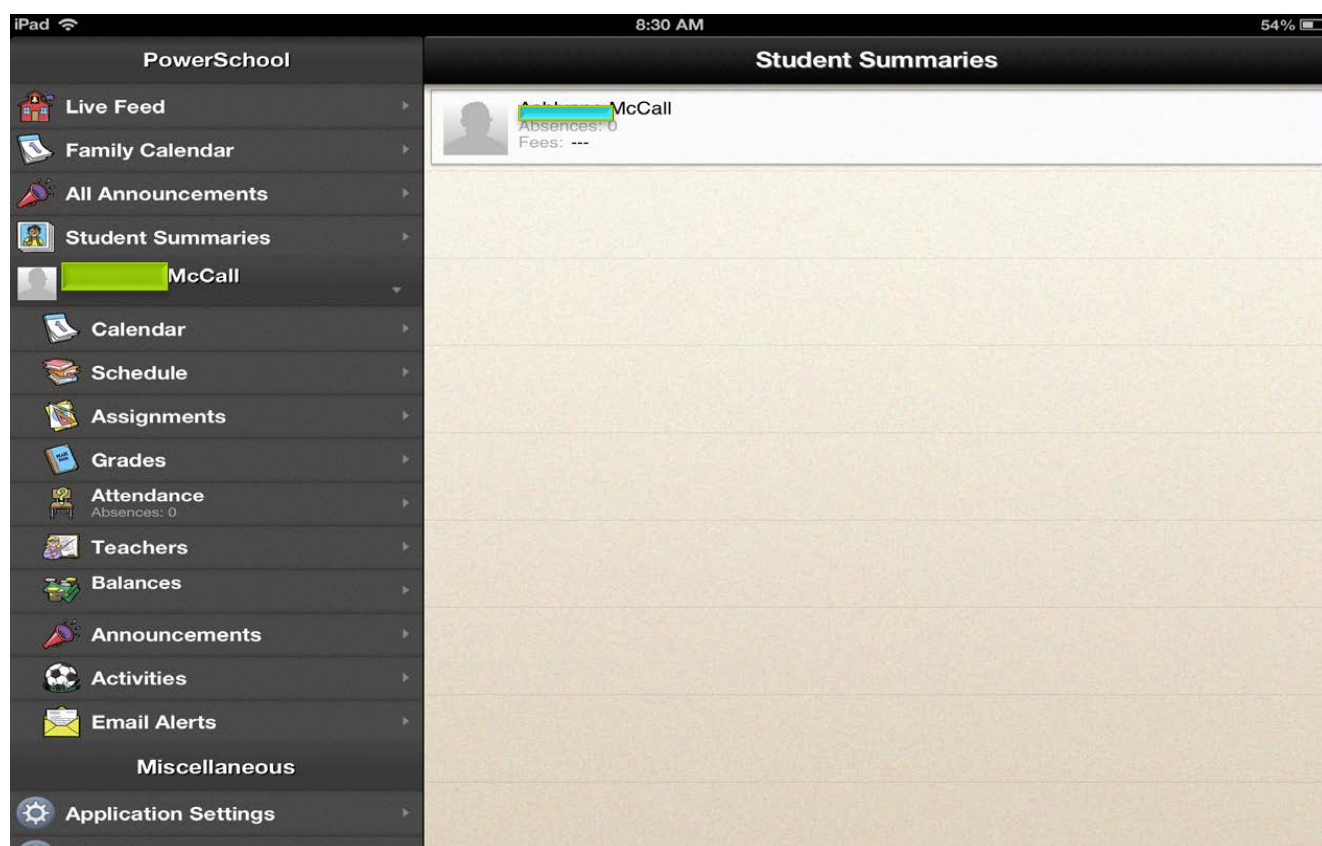 iPad
8:30 AM
54%
PowerSchool
Student Summaries
Live Feed
Family Calendar
All Announcements
Student Summaries
McCall
Calendar
Schedule
Assignments
Grades
Attendance
Absences: 0
Teachers
Balances
Announcements
Activities
Email Alerts
Miscellaneous
Application Settings
McCall
Absences: 0
Fees: ---